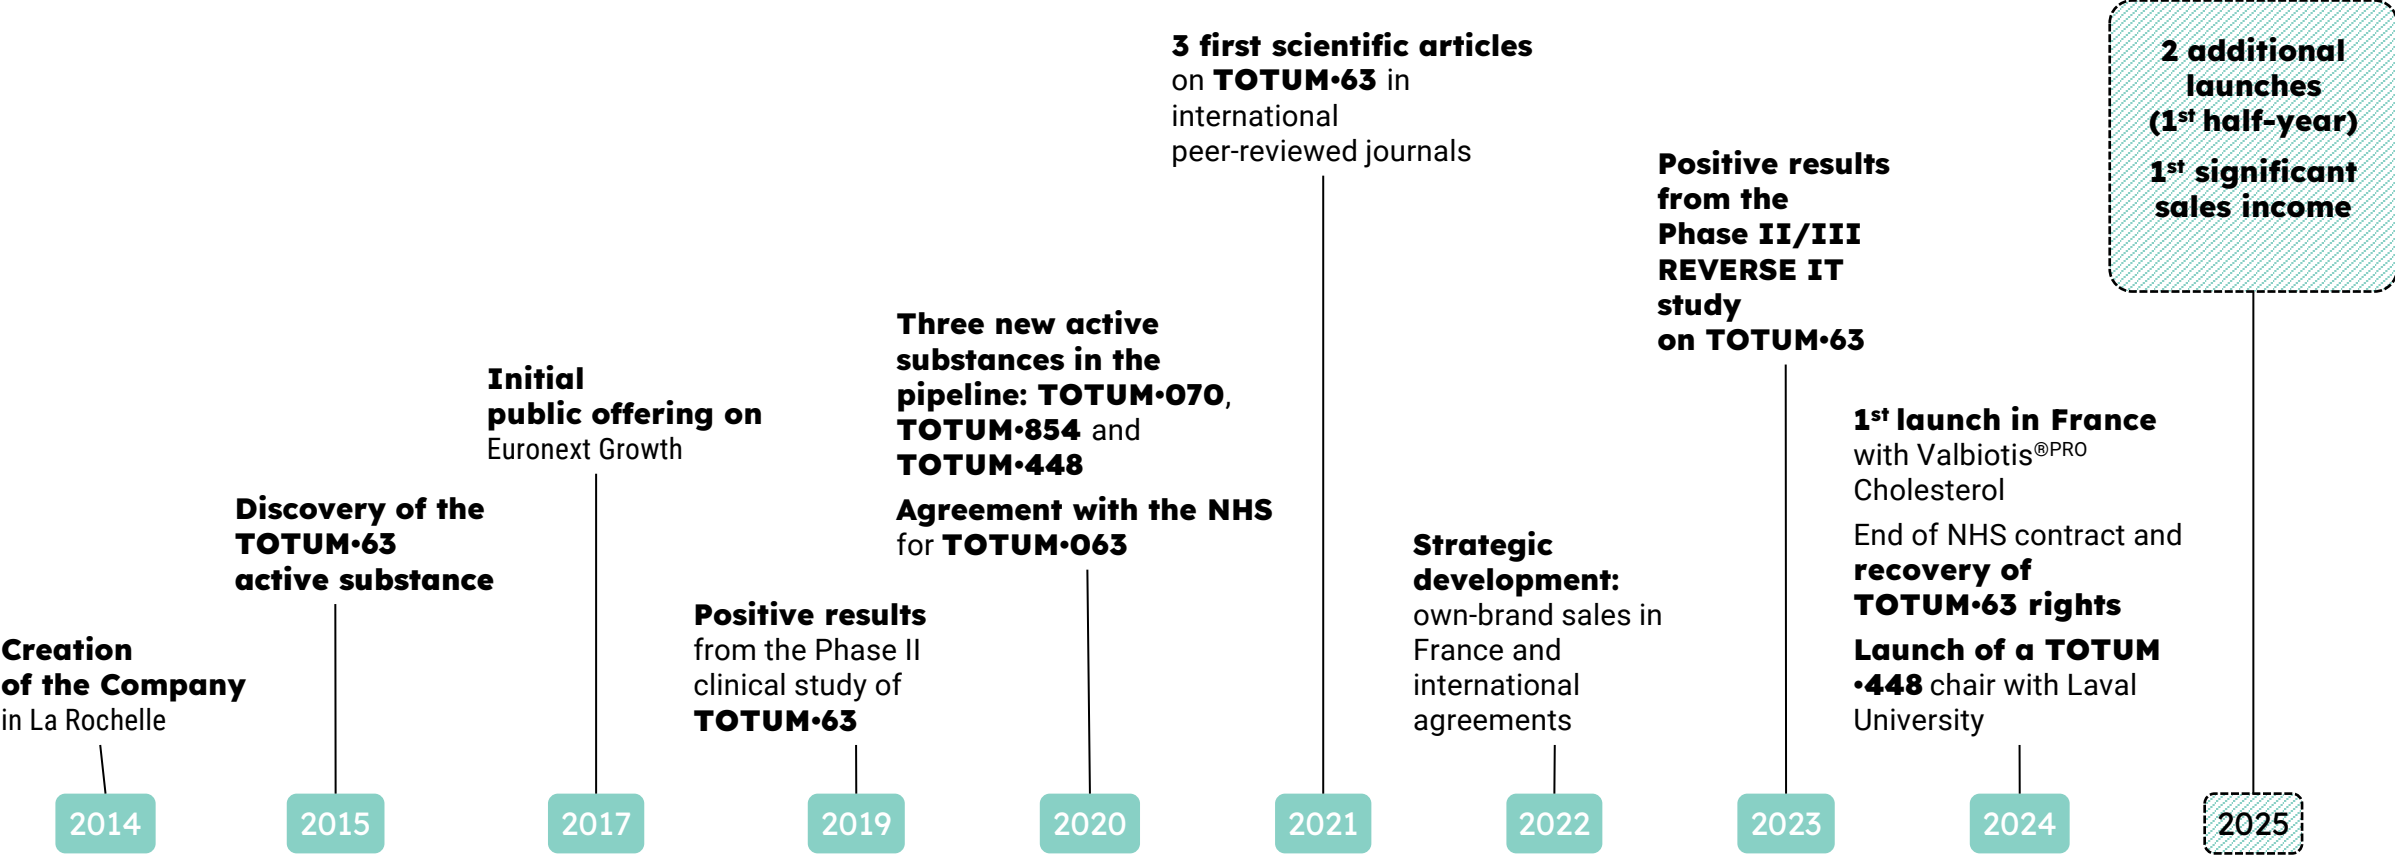 Creation
of the Company
in La Rochelle
2014
Discovery of the
TOTUM•63
active substance
2015
Initial
public offering on
Euronext Growth
2017
Positive results
from the Phase II
clinical study of
TOTUM•63
2019
Three new active
substances in the
pipeline: TOTUM•070,
TOTUM•854 and
TOTUM•448
Agreement with the NHS
for TOTUM•063
2020
3 first scientific articles
on TOTUM•63 in
international
peer-reviewed journals
2021
Strategic
development:
own-brand sales in
France and
international
agreements
2022
Positive results
from the
Phase II/III
REVERSE IT
study
on TOTUM•63
2023
1st launch in France
with Valbiotis®PRO
Cholesterol
End of NHS contract and
recovery of
TOTUM•63 rights
Launch of a TOTUM
•448 chair with Laval
University
2024
2 additional
launches
(1st half-year)
1st significant
sales income
2025